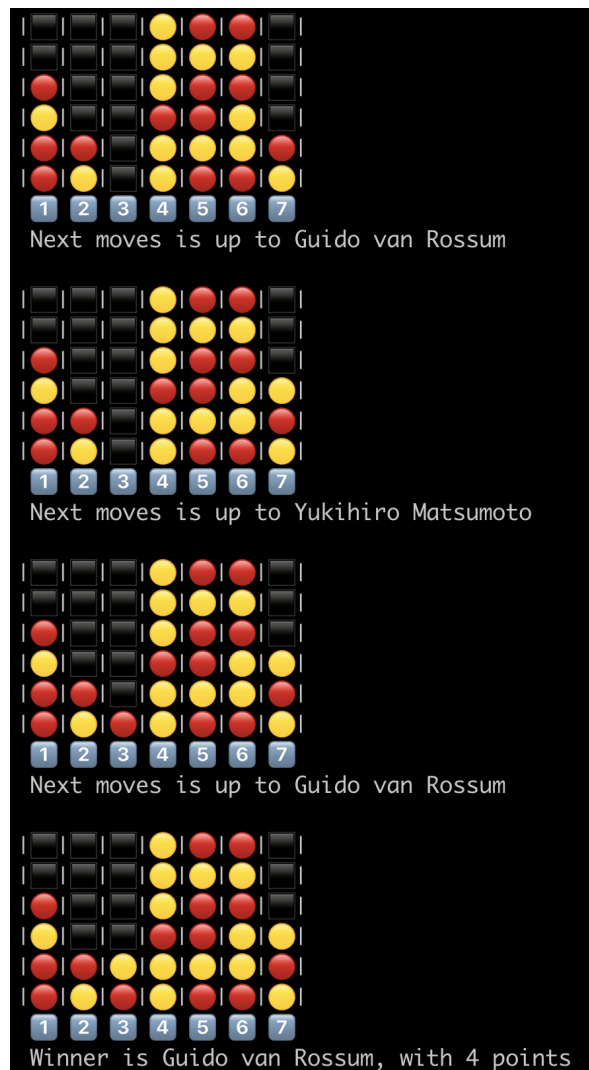 1 2 3 4 5 6 7
Next moves is up to Guido van Rossum
1 2 3 4 5 6 7
Next moves is up to Yukihiro Matsumoto
1 2 3 4 5 6 7
Next moves is up to Guido van Rossum
1 2 3 4 5 6 7
Winner is Guido van Rossum, with 4 points